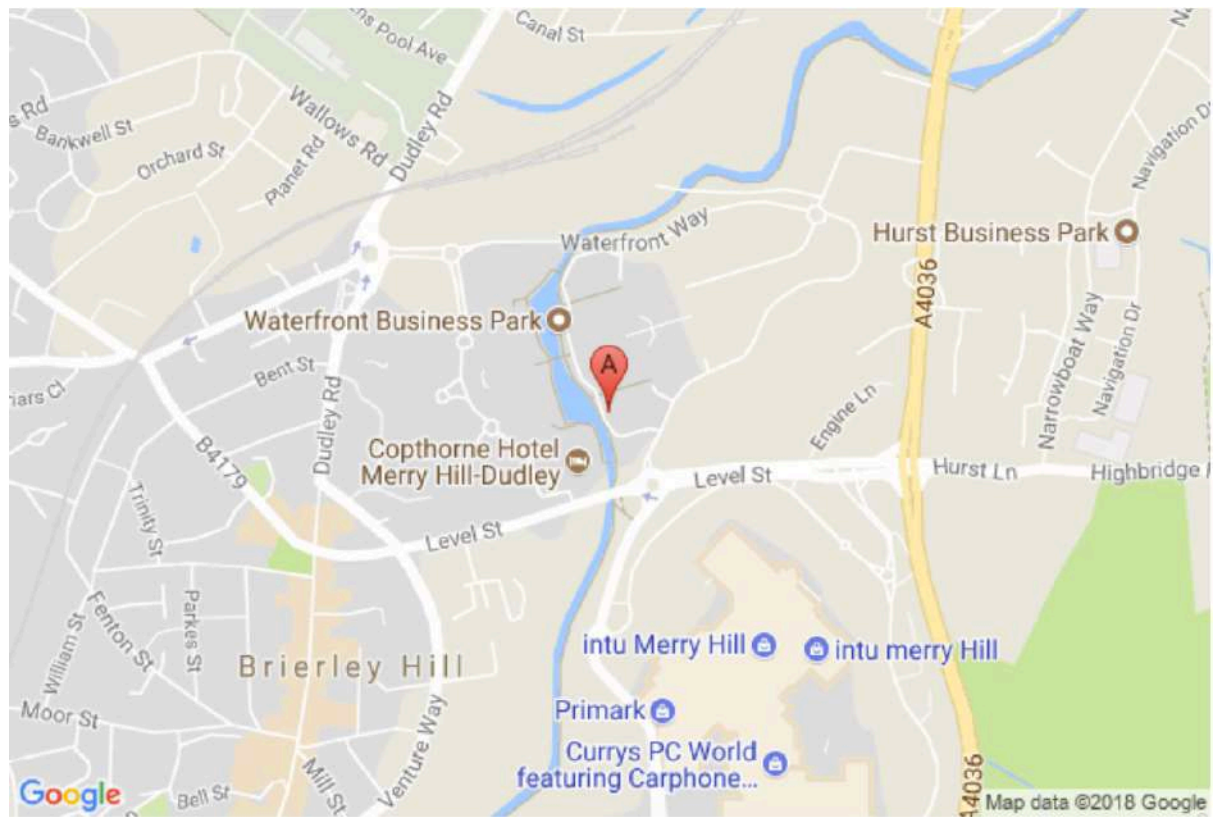 Canal St
ens Pool Ave
s Rd
Bankwell St
Wallows Rd
Dudley Rd
Orchard St
Planet Rd
Navigation Dr
Waterfront Way
Hurst Business Park
A4036
Waterfront Business Park
A
Narrowboat Way
Navigation Dr
Bent St
iars Cl
Dudley Rd
Engine Ln
B4179
Copthorne Hotel
Merry Hill-Dudley
Level St
Hurst Ln
Highbridge
Trinity St
Level St
Fenton St
Parkes St
William St
intu Merry Hill
intu merry Hill
Brierley Hill
Moor St
Primark
Venture Way
Currys PC World
featuring Carphone...
Mill St
Bell St
A4036
Google
Map data ©2018 Google